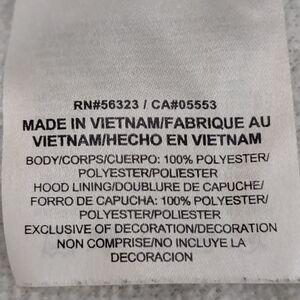 RN#56323 / CA#05553
MADE IN VIETNAM/FABRIQUE AU
VIETNAM/HECHO EN VIETNAM
BODY/CORPS/CUERPO: 100% POLYESTER/
POLYESTER/POLIESTER
HOOD LINING/DOUBLURE DE CAPUCHE/
FORRO DE CAPUCHA: 100% POLYESTER/
POLYESTER/POLIESTER
EXCLUSIVE OF DECORATION/DECORATION
NON COMPRISE/NO INCLUYE LA
DECORACION